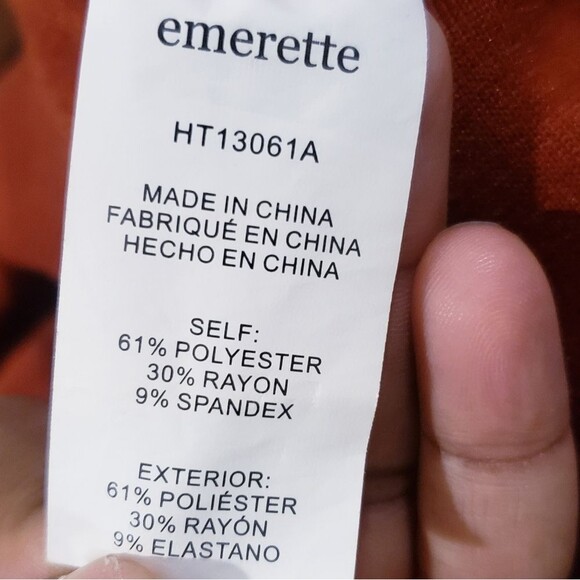 emerette
HT13061A
MADE IN CHINA
FABRIQUÉ EN CHINA
HECHO EN CHINA
SELF:
61% POLYESTER
30% RAYON
9% SPANDEX
EXTERIOR:
61% POLIÉSTER
30% RAYÓN
9% ELASTANO